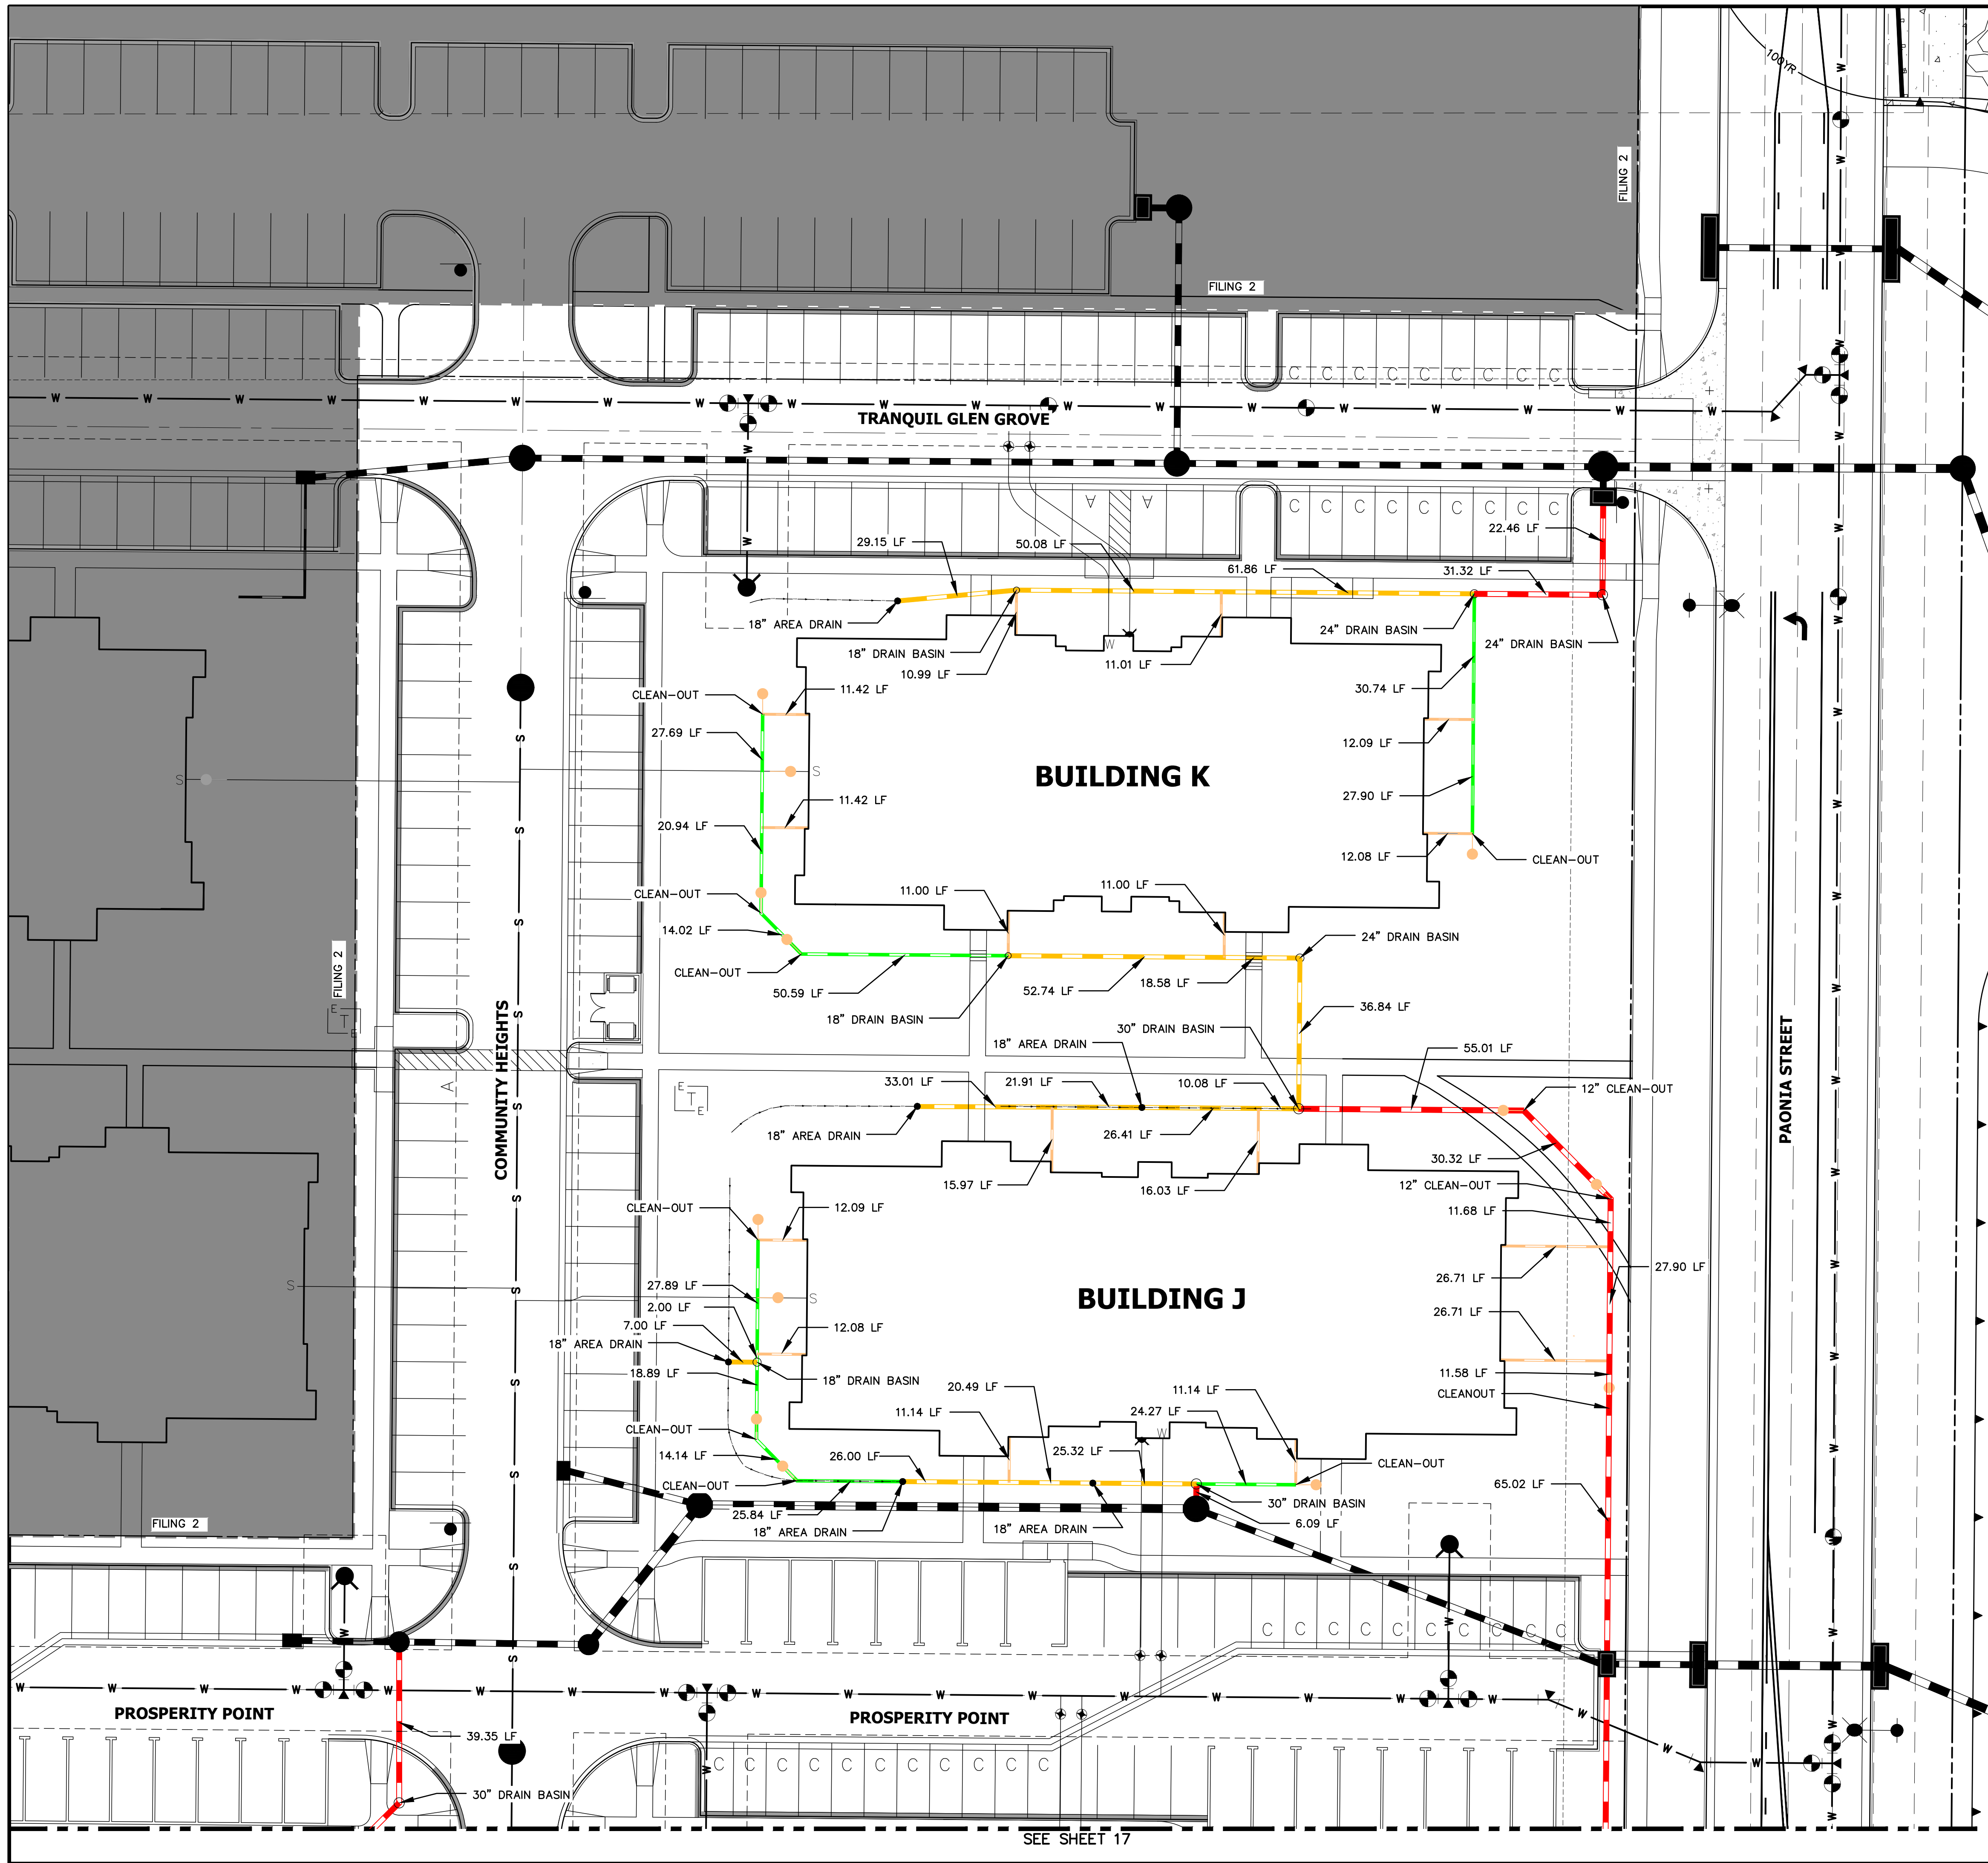 100YR
FILING 2
FILING 2
TRANQUIL GLEN GROVE
W W W W W W W W W W W W W W W W W W W
C C C C C C C C
A A
C C C C C C C C C
22.46 LF
29.15 LF
50.08 LF
61.86 LF
31.32 LF
18" AREA DRAIN
24" DRAIN BASIN
24" DRAIN BASIN
18" DRAIN BASIN
W
10.99 LF
11.01 LF
CLEAN-OUT
11.42 LF
30.74 LF
27.69 LF
12.09 LF
S
S
BUILDING K
11.42 LF
27.90 LF
20.94 LF
12.08 LF
CLEAN-OUT
CLEAN-OUT
11.00 LF
11.00 LF
14.02 LF
24" DRAIN BASIN
CLEAN-OUT
50.59 LF
52.74 LF
18.58 LF
36.84 LF
18" DRAIN BASIN
30" DRAIN BASIN
FILING 2
E T E
18" AREA DRAIN
55.01 LF
COMMUNITY HEIGHTS
PAONIA STREET
A
E T E
33.01 LF
21.91 LF
10.08 LF
12" CLEAN-OUT
18" AREA DRAIN
26.41 LF
30.32 LF
15.97 LF
16.03 LF
12" CLEAN-OUT
CLEAN-OUT
12.09 LF
11.68 LF
27.90 LF
26.71 LF
27.89 LF
S
S
BUILDING J
2.00 LF
26.71 LF
7.00 LF
12.08 LF
18" AREA DRAIN
18.89 LF
18" DRAIN BASIN
11.58 LF
CLEANOUT
20.49 LF
11.14 LF
11.14 LF
24.27 LF
CLEAN-OUT
W
14.14 LF
26.00 LF
25.32 LF
CLEAN-OUT
CLEAN-OUT
65.02 LF
30" DRAIN BASIN
25.84 LF
6.09 LF
FILING 2
18" AREA DRAIN
18" AREA DRAIN
C C C C C C C C C C
W W W W W W W W W W W W W W W W W
PROSPERITY POINT
PROSPERITY POINT
39.35 LF
C C C C C C C C C C C
30" DRAIN BASIN
SEE SHEET 17